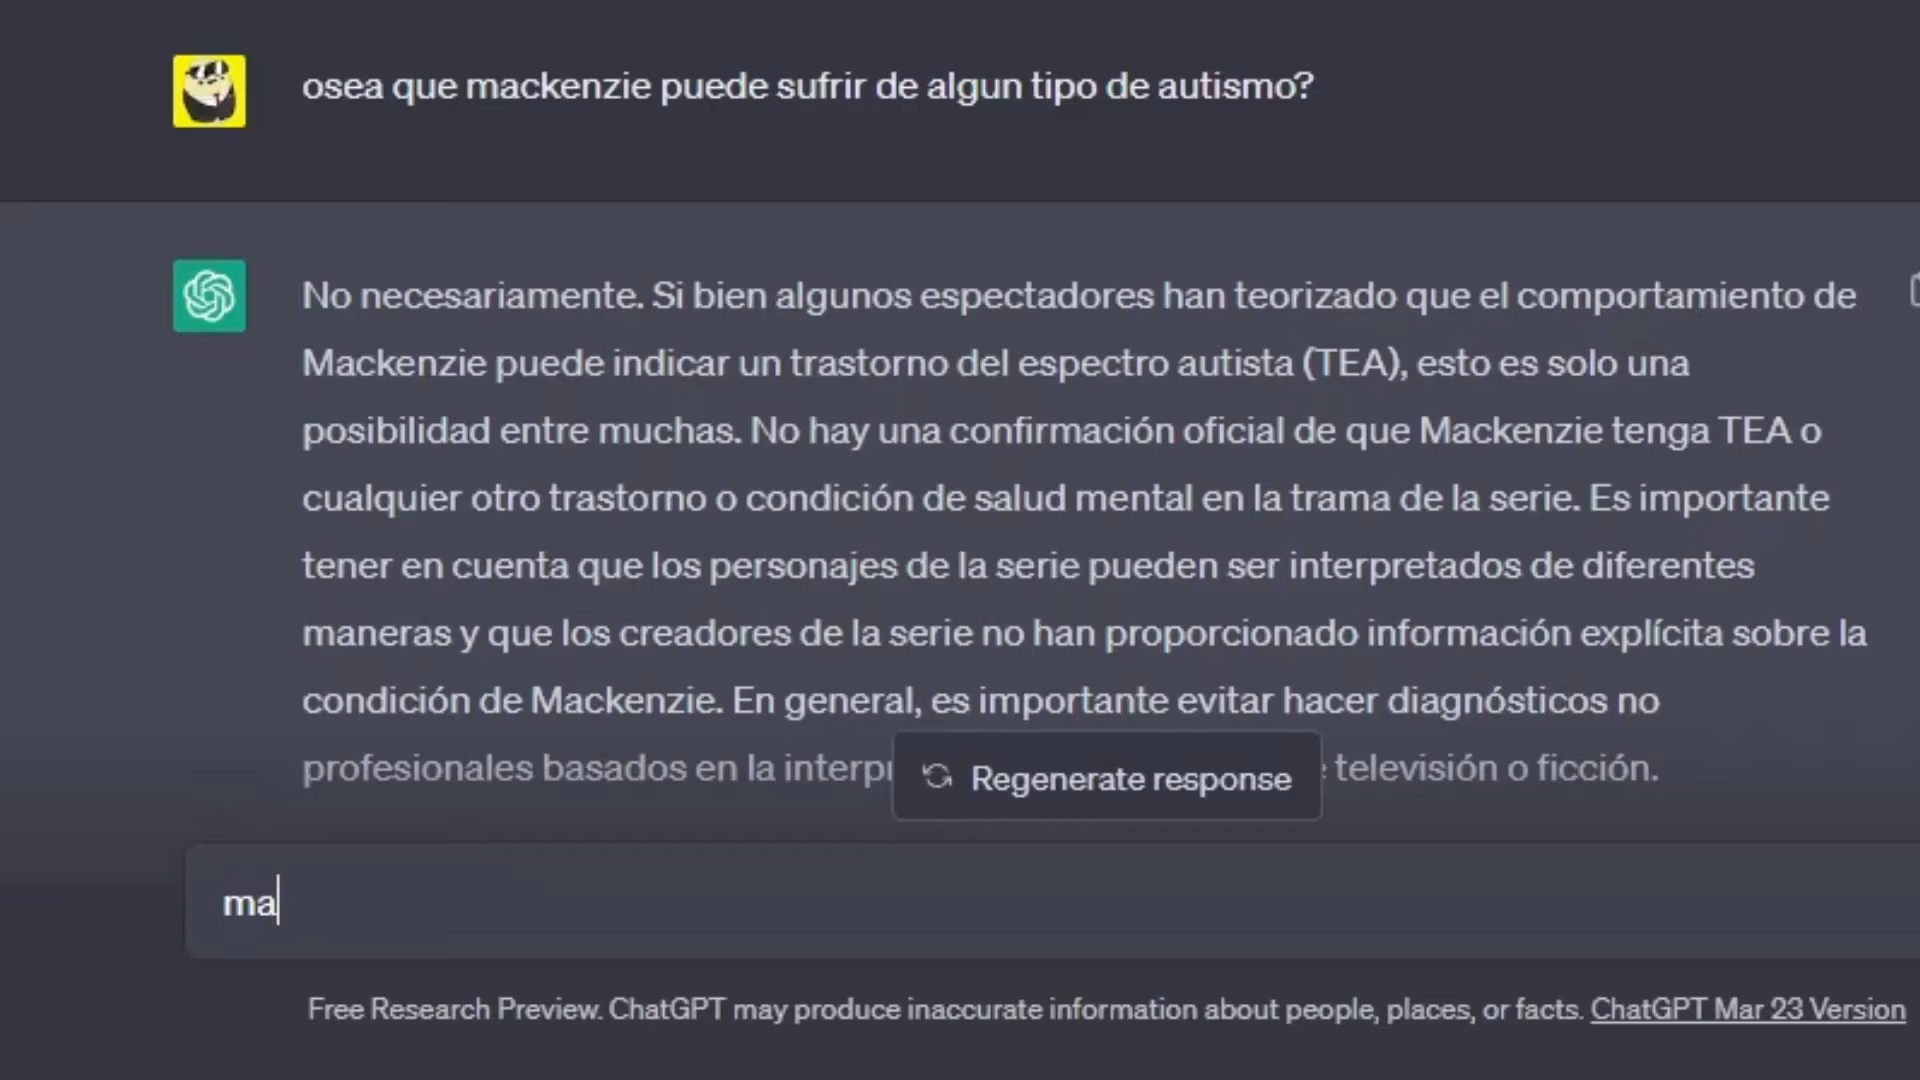 osea que mackenzie puede sufrir de algun tipo de autismo?
No necesariamente. Si bien algunos espectadores han teorizado que el comportamiento de
Mackenzie puede indicar un trastorno del espectro autista (TEA), esto es solo una
posibilidad entre muchas. No hay una confirmación oficial de que Mackenzie tenga TEA o
cualquier otro trastorno o condición de salud mental en la trama de la serie. Es importante
tener en cuenta que los personajes de la serie pueden ser interpretados de diferentes
maneras y que los creadores de la serie no han proporcionado información explícita sobre la
condición de Mackenzie. En general, es importante evitar hacer diagnósticos no
profesionales basados en la televisión o ficción.
Regenerate response
ma
Free Research Preview. ChatGPT may produce inaccurate information about people, places, or facts. ChatGPT Mar 23 Version